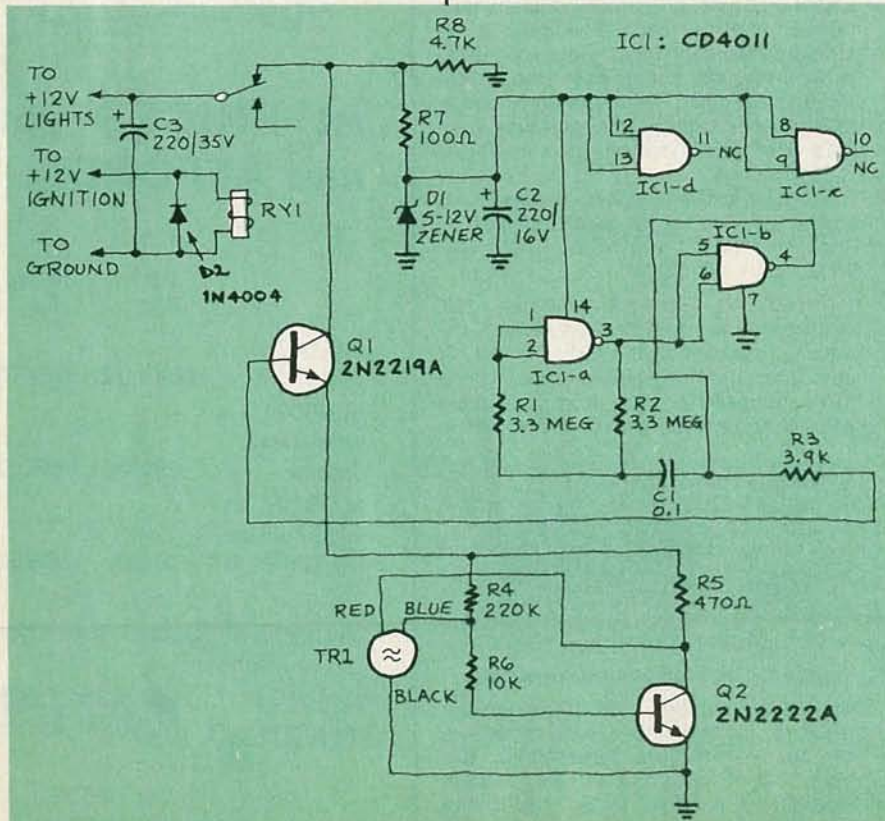 R8
4.7K
IC1: CD4011
TO
+12V
LIGHTS
+
C3
220/35V
TO
+12V
IGNITION
RY1
TO
GROUND
D2
1N4004
R7
100Ω
D1
5-12V
ZENER
+
C2
220/
16V
12
13
11
NC
IC1-d
8
9
10
NC
IC1-c
IC1-b
5
6
4
7
14
1
2
3
IC1-a
Q1
2N2219A
R1
3.3 MEG
R2
3.3 MEG
C1
0.1
R3
3.9K
RED
BLUE
R4
220K
R5
470Ω
TR1
≈
BLACK
R6
10K
Q2
2N2222A